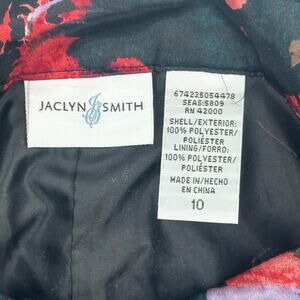 JACLYN SMITH
674225054478
SEAS:S809
RN 42000
SHELL/EXTERIOR:
100% POLYESTER/
POLIÉSTER
LINING/FORRO:
100% POLYESTER/
POLIÉSTER
MADE IN/HECHO
EN CHINA
10